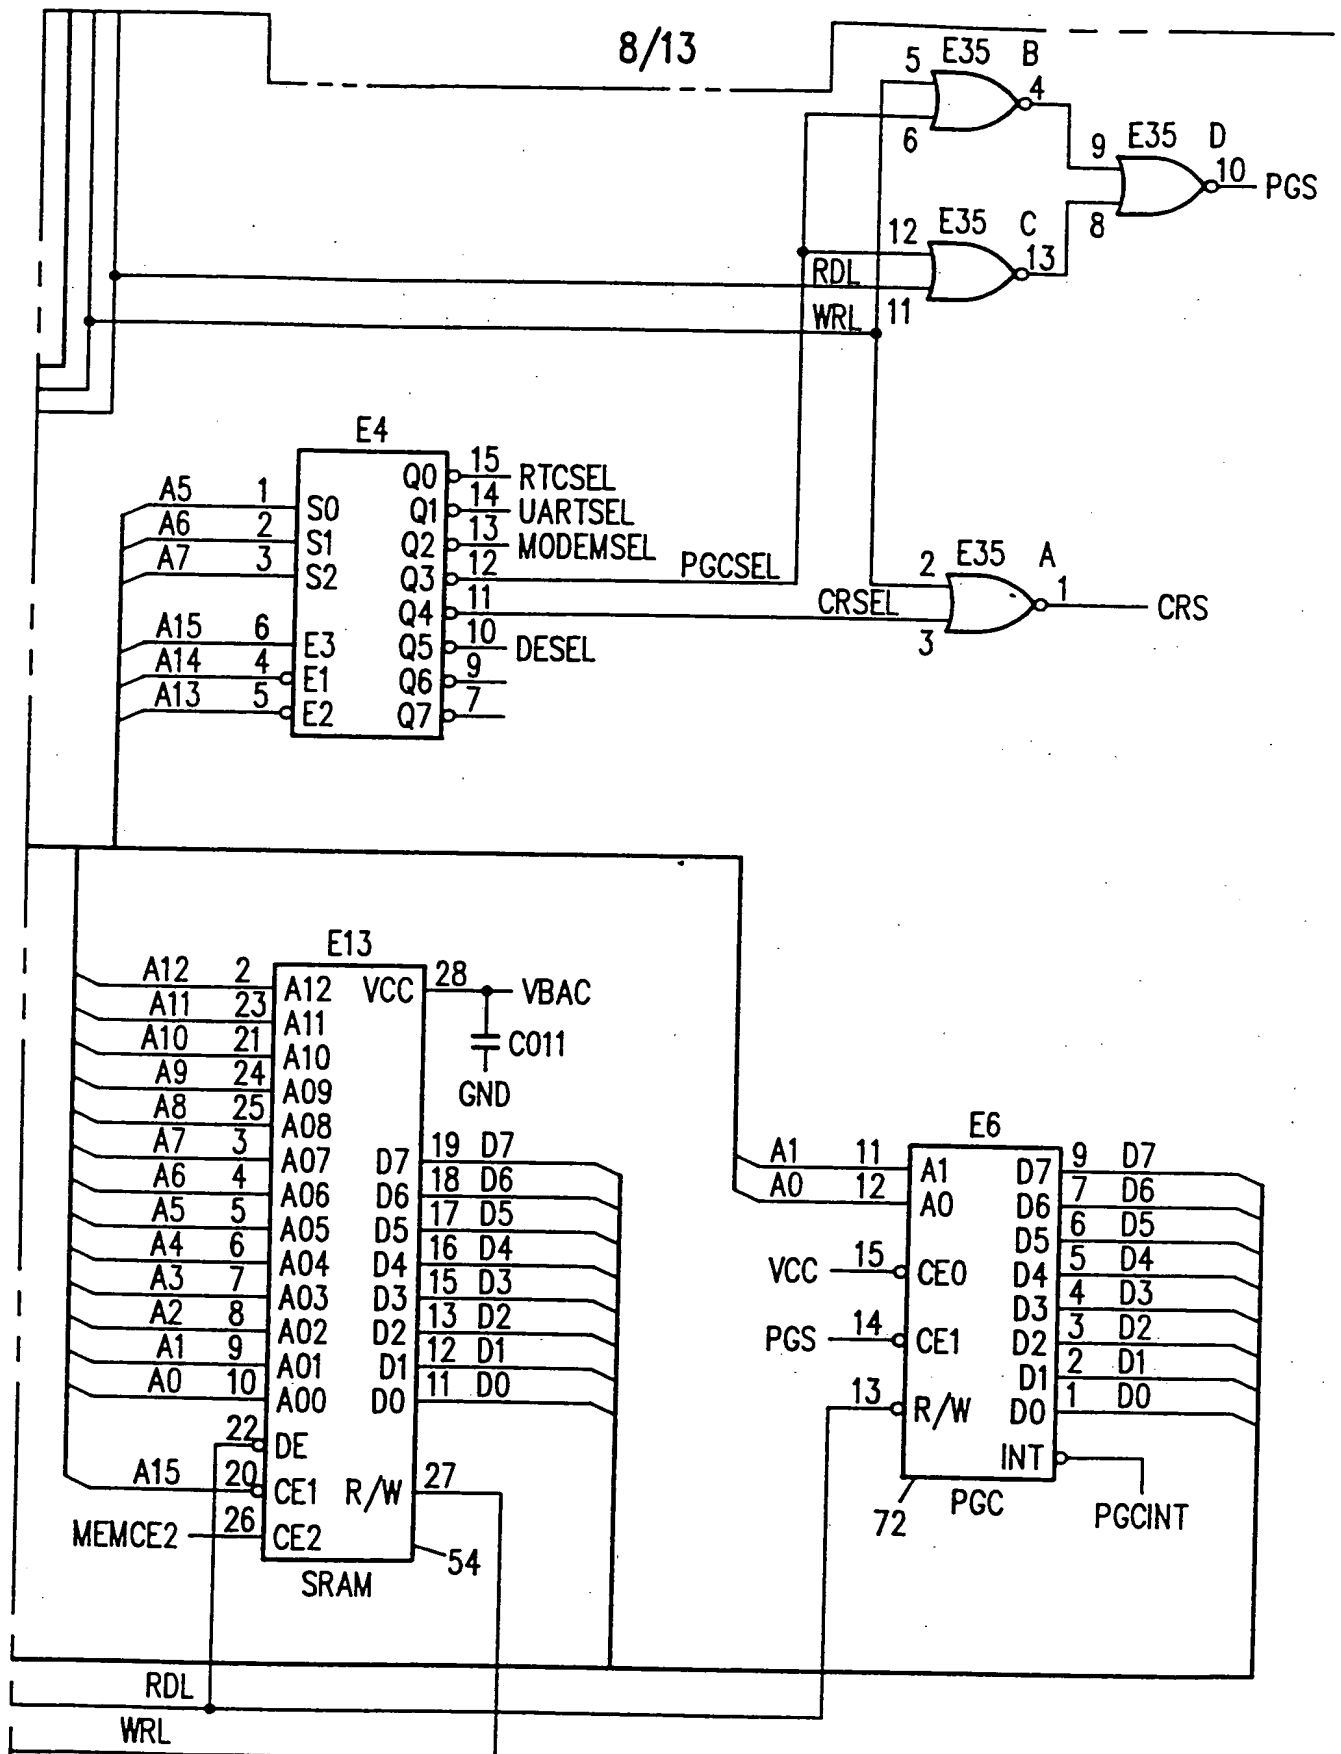 8/13
E35 B
5
4
6
E35 D
9
10 PGS
8
E35 C
12
13
RDL
11
WRL
E4
A5 1 S0 Q0 15 RTCSEL
A6 2 S1 Q1 14 UARTSEL
A7 3 S2 Q2 13 MODEMSEL
Q3 12 PGCSEL
Q4 11 CRSEL
A15 6 E3 Q5 10 DESEL
A14 4 E1 Q6 9
A13 5 E2 Q7 7
E35 A
2
1 CRS
3
E13
A12 2 A12 VCC 28 VBAC
A11 23 A11
A10 21 A10 C011
A9 24 A09 GND
A8 25 A08
A7 3 A07 D7 19 D7
A6 4 A06 D6 18 D6
A5 5 A05 D5 17 D5
A4 6 A04 D4 16 D4
A3 7 A03 D3 15 D3
A2 8 A02 D2 13 D2
A1 9 A01 D1 12 D1
A0 10 A00 D0 11 D0
22 DE
A15 20 CE1 R/W 27
MEMCE2 26 CE2
54
SRAM
E6
A1 11 A1 D7 9 D7
A0 12 A0 D6 7 D6
D5 6 D5
VCC 15 CE0 D4 5 D4
D3 4 D3
PGS 14 CE1 D2 3 D2
D1 2 D1
13 R/W D0 1 D0
INT
72 PGC PGCINT
RDL
WRL